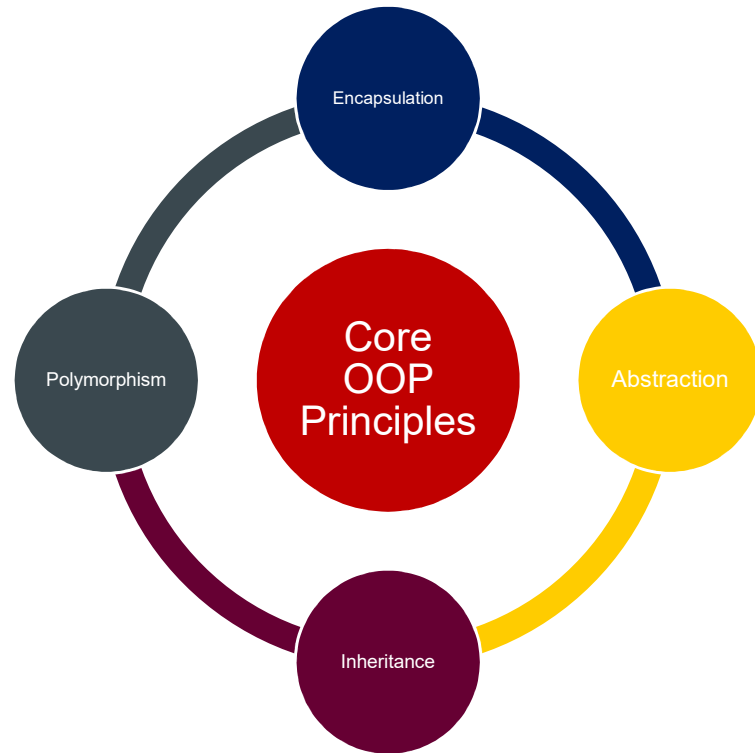 Encapsulation
Core
OOP
Principles
Polymorphism
Abstraction
Inheritance